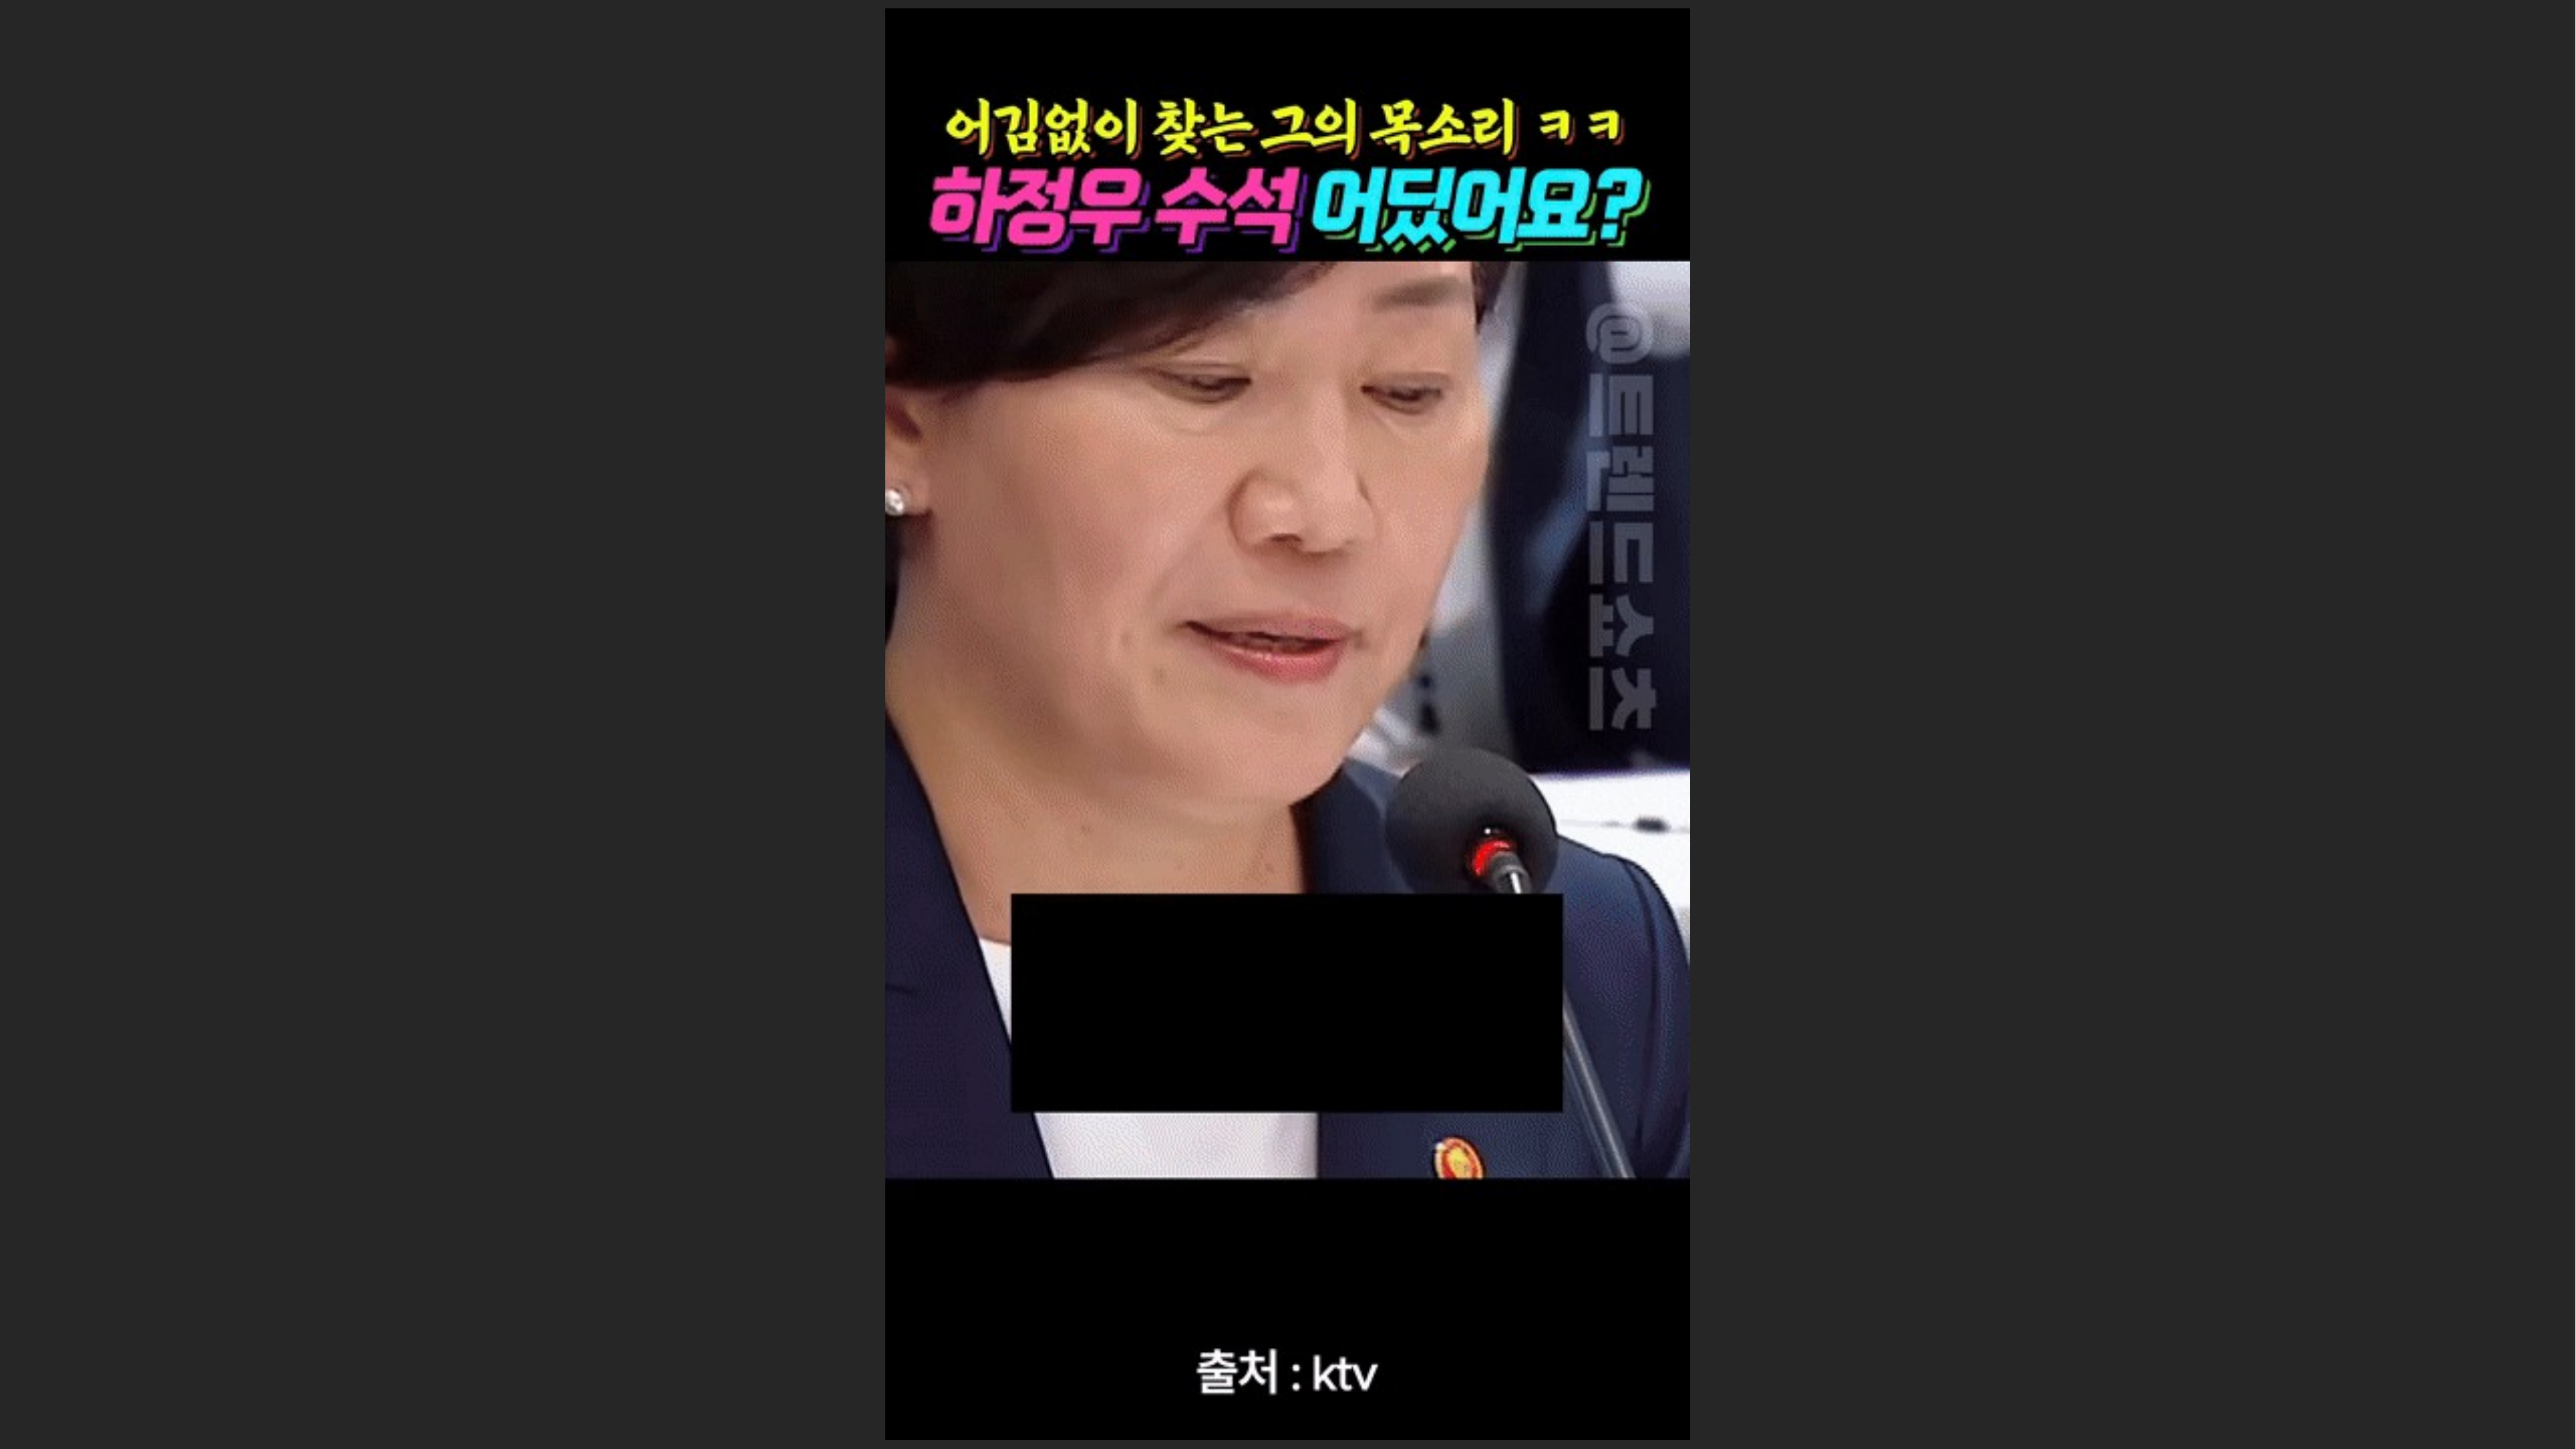 어김없이 찾는 그의 목소리 ㅋㅋ
하정우 수석 어딨어요?
@트렌드쇼츠
출처 : ktv